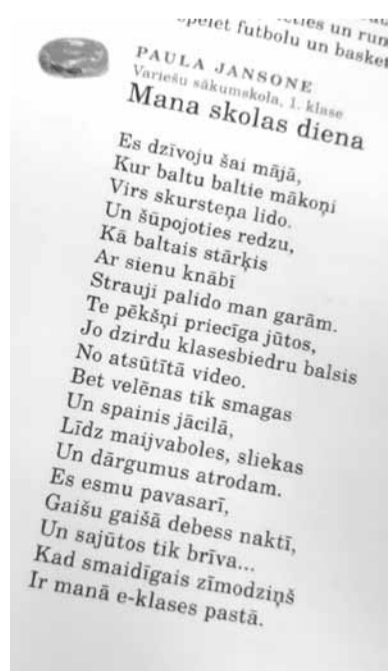 un run
futbolu un basket
PAULA JANSONE
Variešu sākumskola, 1. klase
Mana skolas diena
Es dzīvoju šai mājā,
Kur baltu baltie mākoņi
Virs skursteņa lido.
Un šūpojoties redzu,
Kā baltais stārķis
Ar sienu knābī
Strauji palido man garām.
Te pēkšņi priecīga jūtos,
Jo dzirdu klasesbiedru balsis
No atsūtītā video.
Bet velēnas tik smagas
Un spainis jācilā,
Līdz maijvaboles, sliekas
Un dārgumus atrodam.
Es esmu pavasarī,
Gaišu gaišā debess naktī,
Un sajūtos tik brīva...
Kad smaidīgais zīmodziņš
Ir manā e-klases pastā.